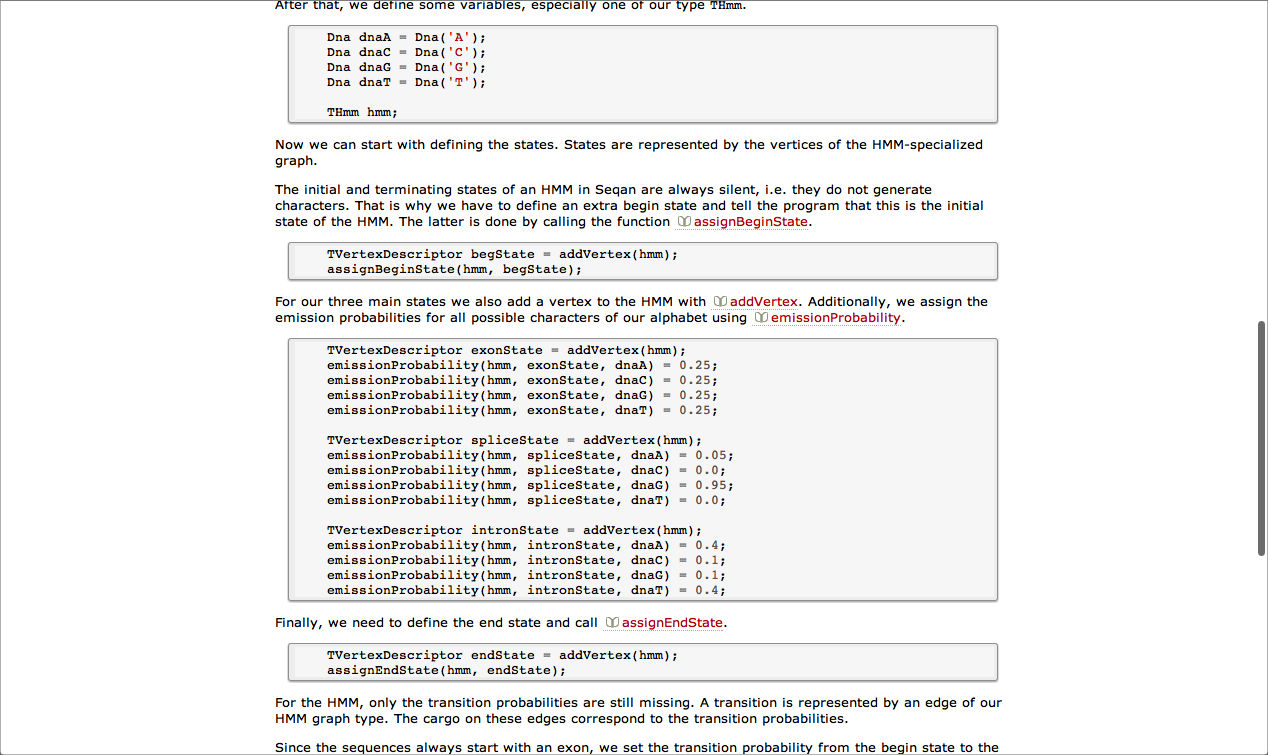 After that, we define some variables, especially one of our type THmm.
Dna dnaA = Dna('A');
Dna dnaC = Dna('C');
Dna dnaG = Dna('G');
Dna dnaT = Dna('T');
THmm hmm;
Now we can start with defining the states. States are represented by the vertices of the HMM-specialized
graph.
The initial and terminating states of an HMM in Seqan are always silent, i.e. they do not generate
characters. That is why we have to define an extra begin state and tell the program that this is the initial
state of the HMM. The latter is done by calling the function assignBeginState.
TVertexDescriptor begState = addVertex(hmm);
assignBeginState(hmm, begState);
For our three main states we also add a vertex to the HMM with addVertex. Additionally, we assign the
emission probabilities for all possible characters of our alphabet using emissionProbability.
TVertexDescriptor exonState = addVertex(hmm);
emissionProbability(hmm, exonState, dnaA) = 0.25;
emissionProbability(hmm, exonState, dnaC) = 0.25;
emissionProbability(hmm, exonState, dnaG) = 0.25;
emissionProbability(hmm, exonState, dnaT) = 0.25;
TVertexDescriptor spliceState = addVertex(hmm);
emissionProbability(hmm, spliceState, dnaA) = 0.05;
emissionProbability(hmm, spliceState, dnaC) = 0.0;
emissionProbability(hmm, spliceState, dnaG) = 0.95;
emissionProbability(hmm, spliceState, dnaT) = 0.0;
TVertexDescriptor intronState = addVertex(hmm);
emissionProbability(hmm, intronState, dnaA) = 0.4;
emissionProbability(hmm, intronState, dnaC) = 0.1;
emissionProbability(hmm, intronState, dnaG) = 0.1;
emissionProbability(hmm, intronState, dnaT) = 0.4;
Finally, we need to define the end state and call assignEndState.
TVertexDescriptor endState = addVertex(hmm);
assignEndState(hmm, endState);
For the HMM, only the transition probabilities are still missing. A transition is represented by an edge of our
HMM graph type. The cargo on these edges correspond to the transition probabilities.
Since the sequences always start with an exon, we set the transition probability from the begin state to the